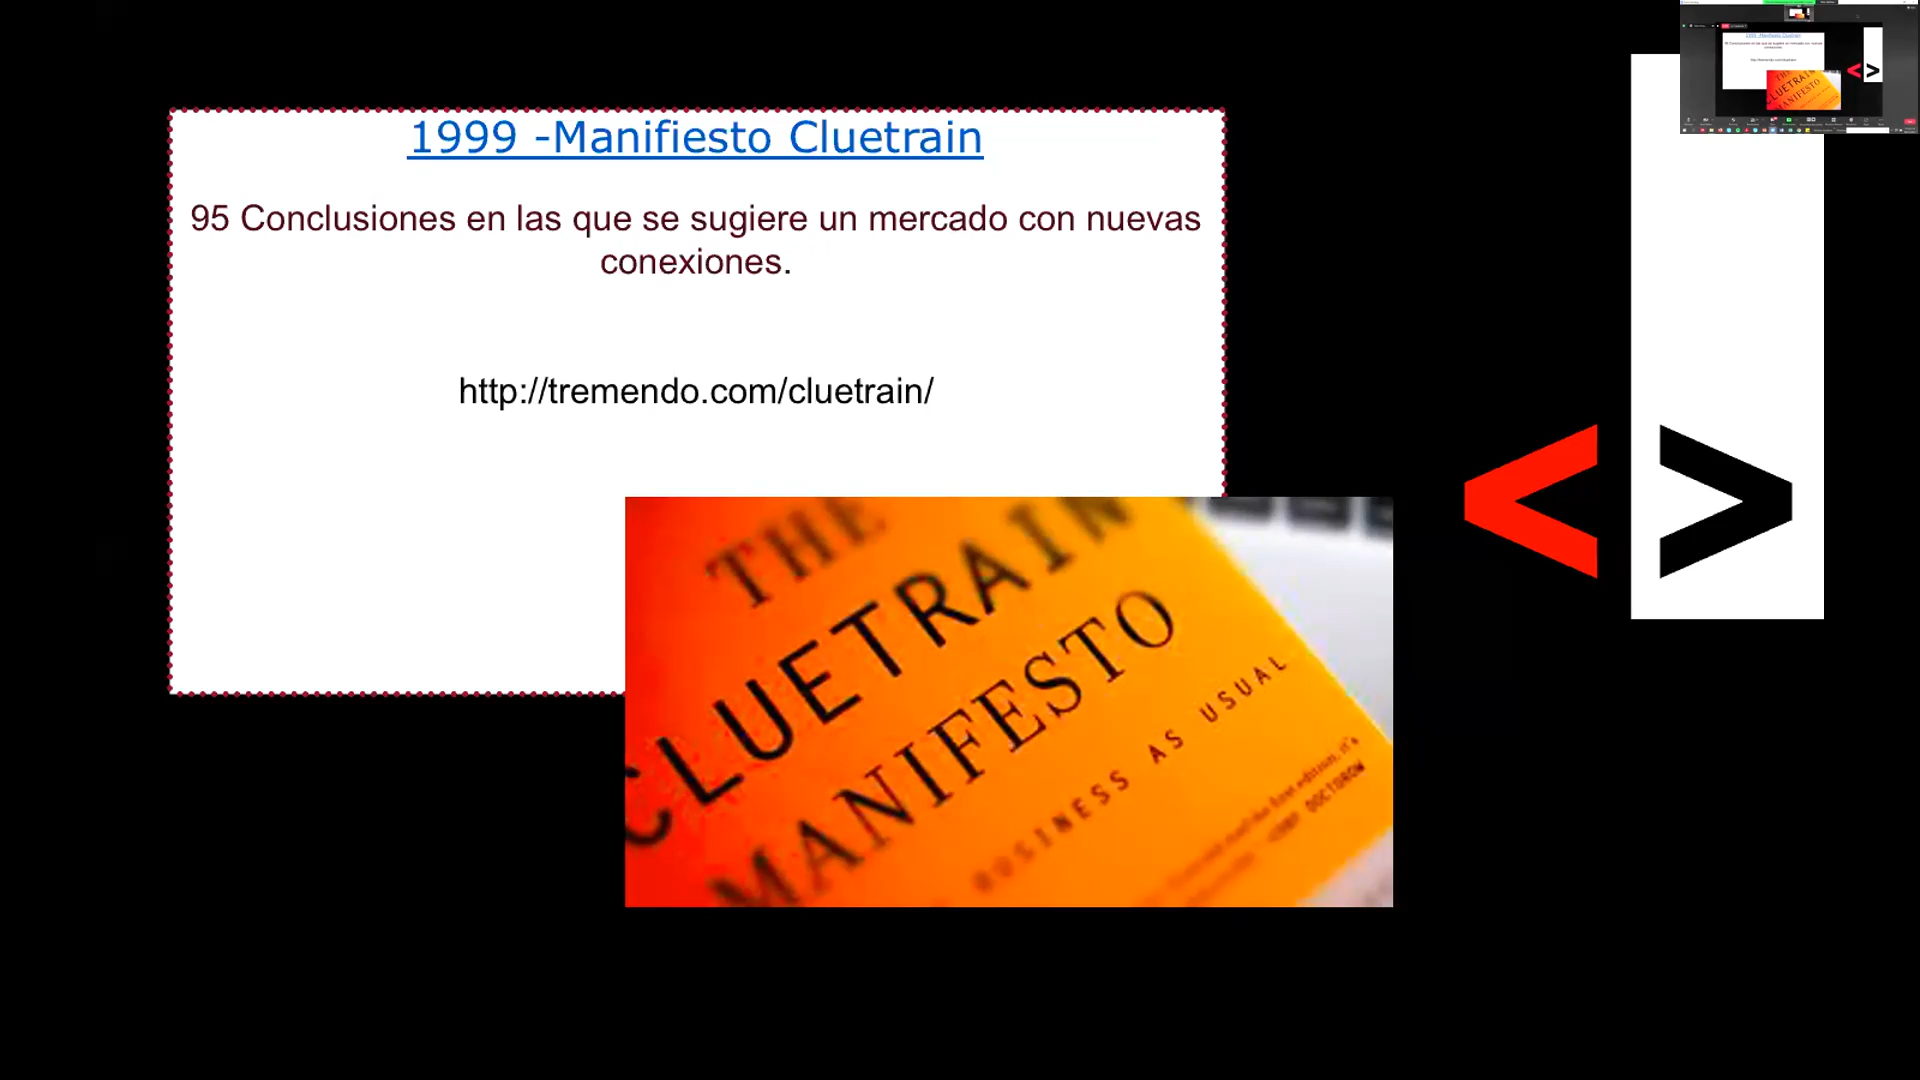 1999 -Manifiesto Cluetrain
95 Conclusiones en las que se sugiere un mercado con nuevas
conexiones.
http://tremendo.com/cluetrain/
< >
THE
CLUETRAIN
MANIFESTO
BUSINESS AS USUAL
DOCTOROW